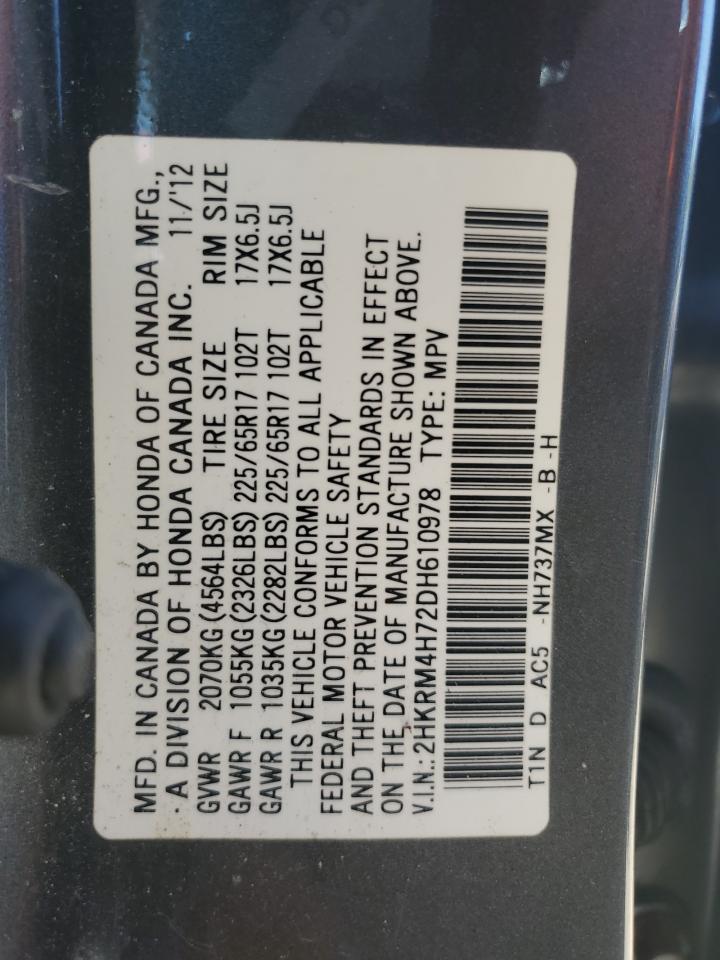 MFD. IN CANADA BY HONDA OF CANADA MFG.,
A DIVISION OF HONDA CANADA INC. 11/'12
GVWR 2070KG(4564LBS) TIRE SIZE RIM SIZE
GAWR F 1055KG(2326LBS) 225/65R17 102T 17X6.5J
GAWR R 1035KG(2282LBS) 225/65R17 102T 17X6.5J
THIS VEHICLE CONFORMS TO ALL APPLICABLE
FEDERAL MOTOR VEHICLE SAFETY
AND THEFT PREVENTION STANDARDS IN EFFECT
ON THE DATE OF MANUFACTURE SHOWN ABOVE.
V.I.N.: 2HKRM4H72DH610978 TYPE: MPV
T1N D AC5 -NH737MX -B -H